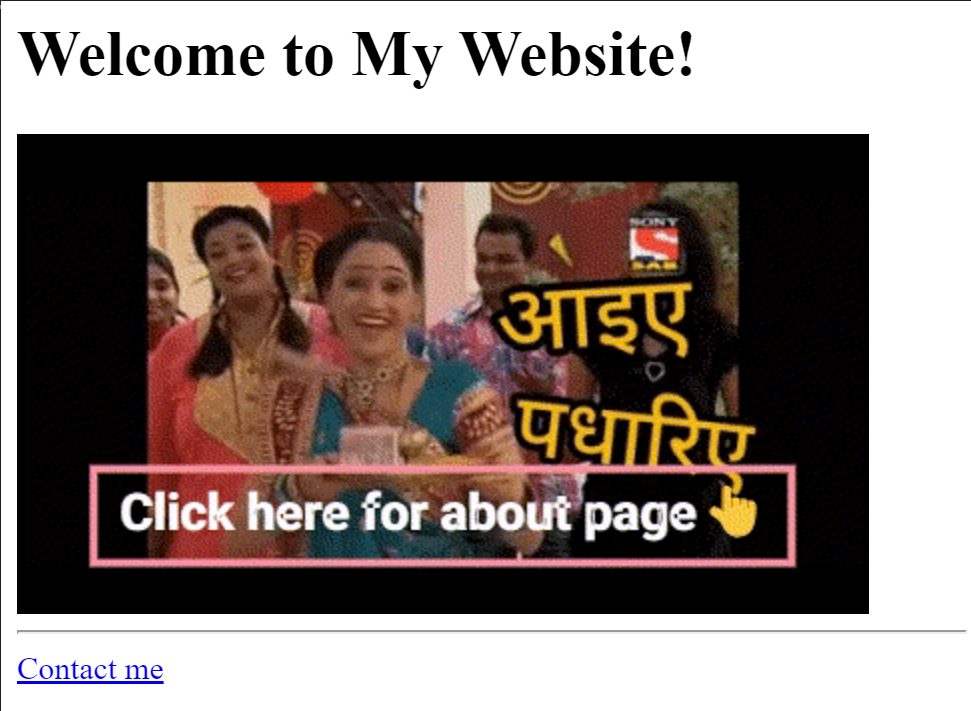 Welcome to My Website!
SONY
SAB
आइए
पधारिए
Click here for about page 👆
Contact me